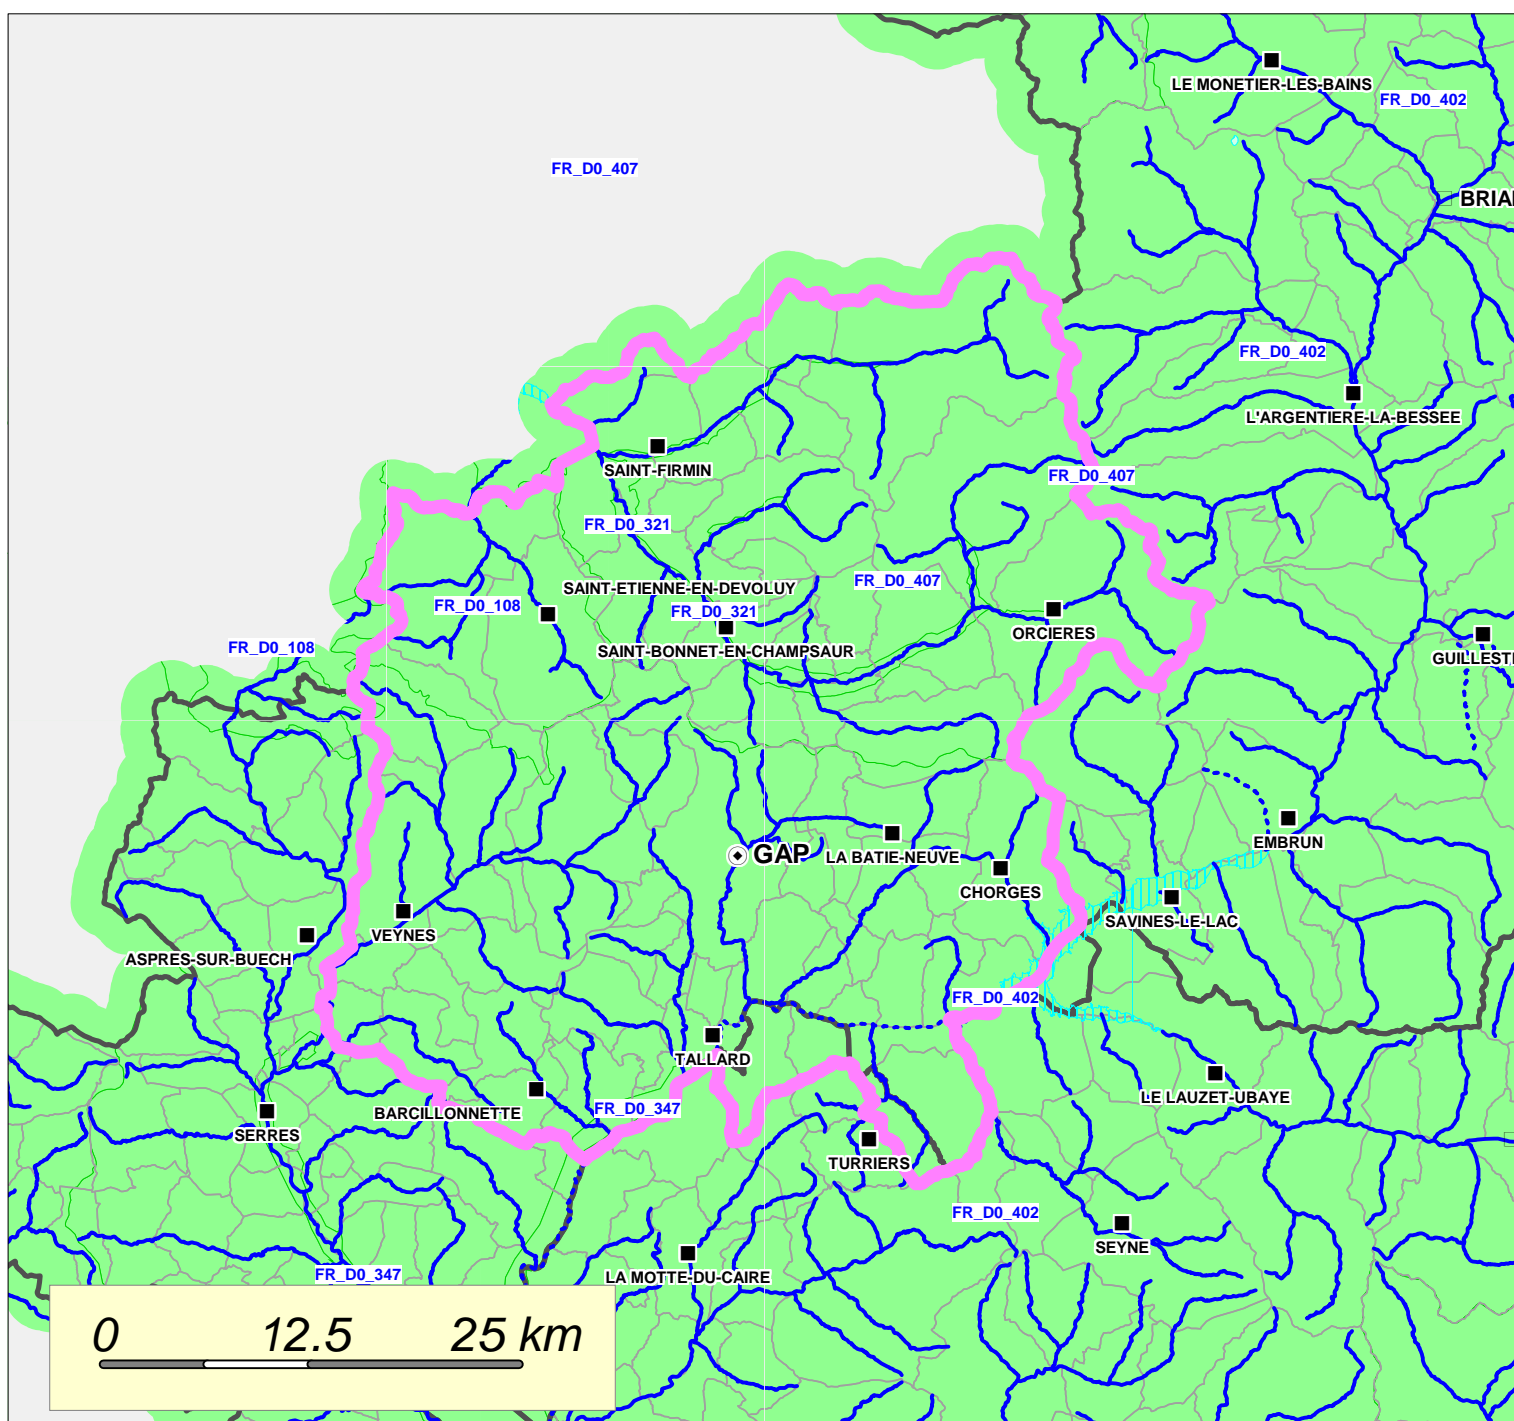 LE MONETIER-LES-BAINS
FR_D0_402
FR_D0_407
BRIAN
FR_D0_402
L'ARGENTIERE-LA-BESSEE
SAINT-FIRMIN
FR_D0_407
FR_D0_321
SAINT-ETIENNE-EN-DEVOLUY
FR_D0_407
FR_D0_108
FR_D0_321
ORCIERES
FR_D0_108
SAINT-BONNET-EN-CHAMPSAUR
GUILLESTR
EMBRUN
GAP
LA BATIE-NEUVE
CHORGES
SAVINES-LE-LAC
VEYNES
ASPRES-SUR-BUECH
FR_D0_402
TALLARD
LE LAUZET-UBAYE
BARCILLONNETTE
FR_D0_347
SERRES
TURRIERS
FR_D0_402
SEYNE
FR_D0_347
LA MOTTE-DU-CAIRE
0 12.5 25 km